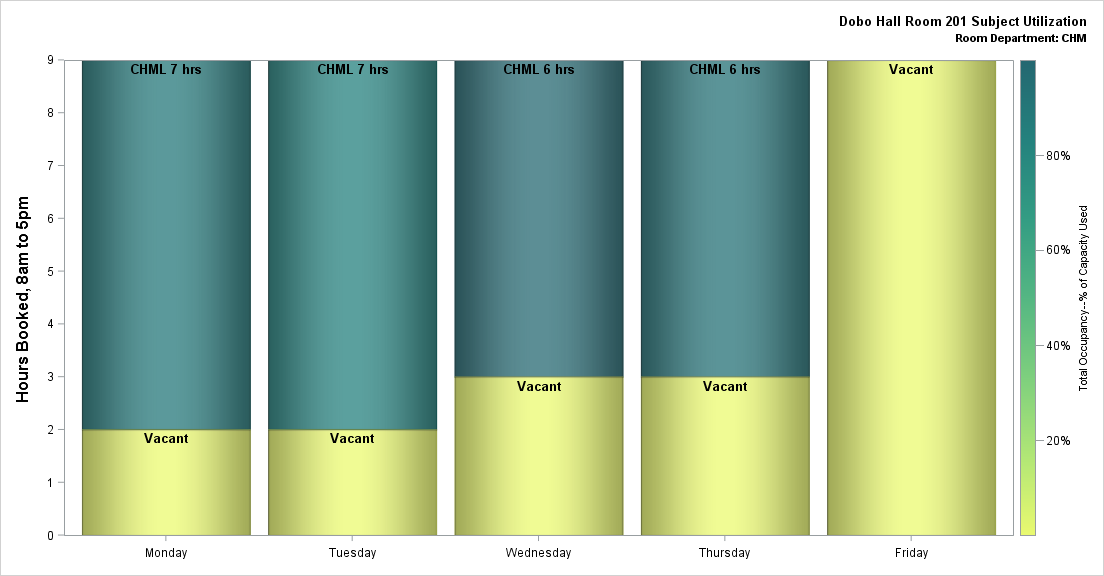 Dobo Hall Room 201 Subject Utilization
Room Department: CHM
Hours Booked, 8am to 5pm
9
8
7
6
5
4
3
2
1
0
CHML 7 hrs
CHML 7 hrs
CHML 6 hrs
CHML 6 hrs
Vacant
Vacant
Vacant
Vacant
Vacant
Monday
Tuesday
Wednesday
Thursday
Friday
80%
60%
40%
20%
Total Occupancy--% of Capacity Used